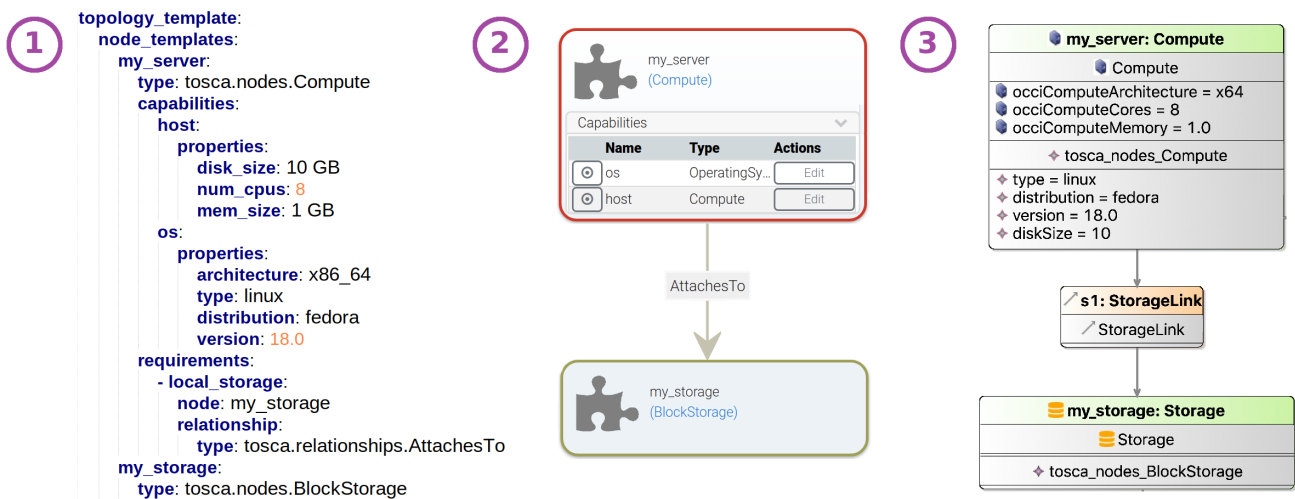 1
topology_template:
node_templates:
my_server:
type: tosca.nodes.Compute
capabilities:
host:
properties:
disk_size: 10 GB
num_cpus: 8
mem_size: 1 GB
os:
properties:
architecture: x86_64
type: linux
distribution: fedora
version: 18.0
requirements:
- local_storage:
node: my_storage
relationship:
type: tosca.relationships.AttachesTo
my_storage:
type: tosca.nodes.BlockStorage
2
my_server
(Compute)
Capabilities
Name Type Actions
os OperatingSy... Edit
host Compute Edit
AttachesTo
my_storage
(BlockStorage)
3
my_server: Compute
Compute
occiComputeArchitecture = x64
occiComputeCores = 8
occiComputeMemory = 1.0
tosca_nodes_Compute
type = linux
distribution = fedora
version = 18.0
diskSize = 10
s1: StorageLink
StorageLink
my_storage: Storage
Storage
tosca_nodes_BlockStorage